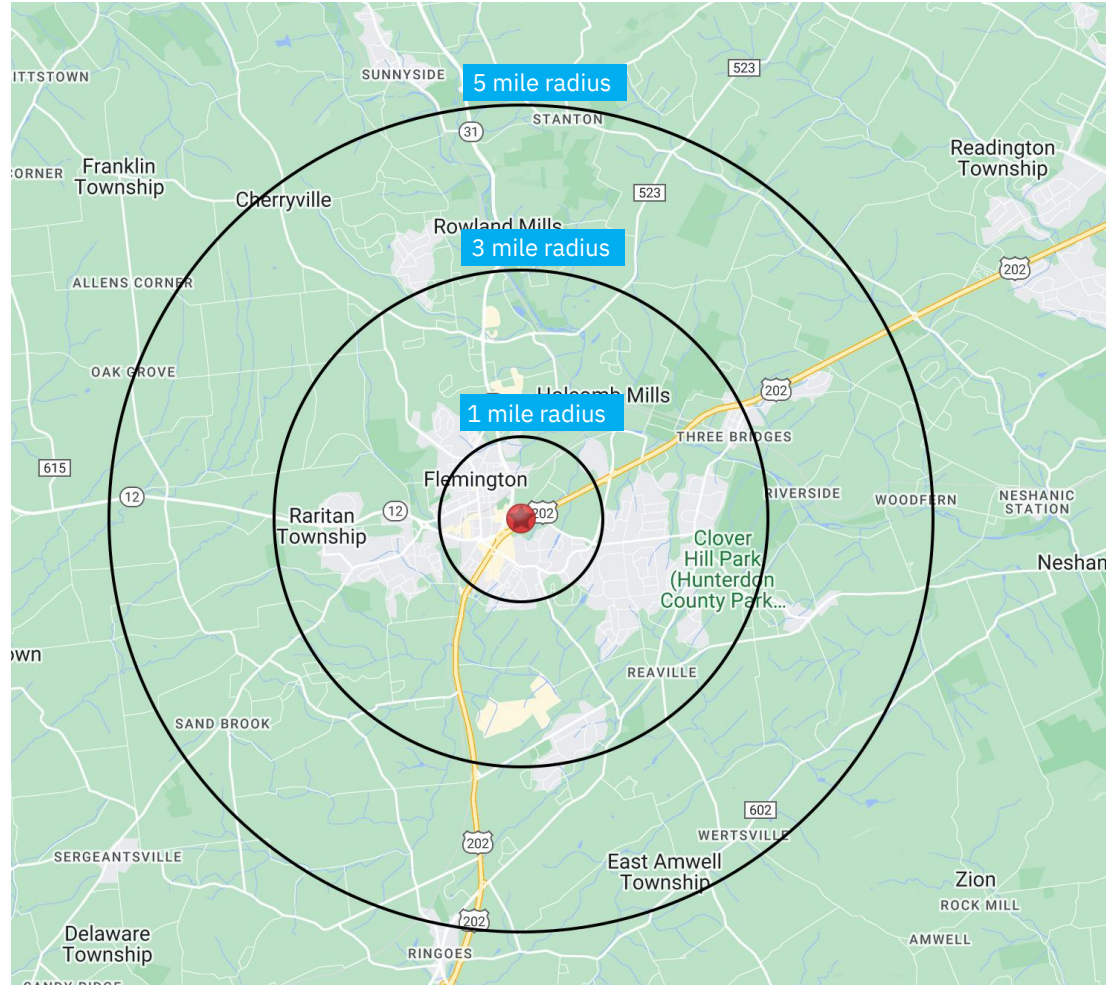 ITTSTOWN
SUNNYSIDE
523
5 mile radius
STANTON
31
Readington
Township
CORNER
Franklin
Township
Cherryville
523
Rowland Mills
3 mile radius
202
ALLENS CORNER
OAK GROVE
202
Holcomb Mills
1 mile radius
THREE BRIDGES
615
Flemington
12
RIVERSIDE
WOODFERN
NESHANIC
STATION
12
Raritan
Township
202
Clover
Hill Park
(Hunterdon
County Park...
Neshan
own
REAVILLE
SAND BROOK
602
WERTSVILLE
202
SERGEANTSVILLE
East Amwell
Township
Zion
ROCK MILL
202
Delaware
Township
RINGOES
AMWELL
SANDY RIDGE